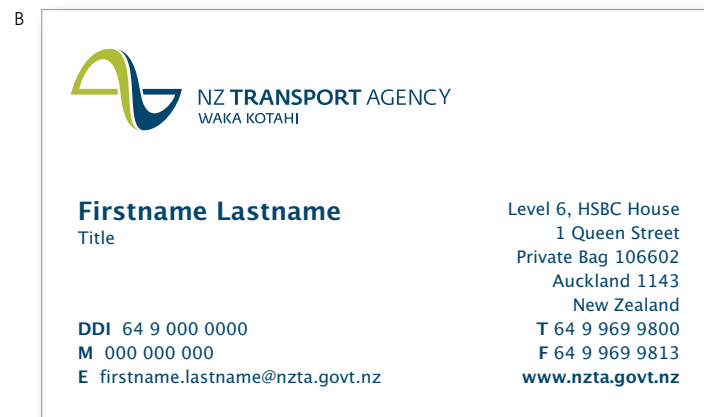 B
NZ TRANSPORT AGENCY
WAKA KOTAHI
Firstname Lastname
Title
DDI 64 9 000 0000
M 000 000 000
E firstname.lastname@nzta.govt.nz
Level 6, HSBC House
1 Queen Street
Private Bag 106602
Auckland 1143
New Zealand
T 64 9 969 9800
F 64 9 969 9813
www.nzta.govt.nz